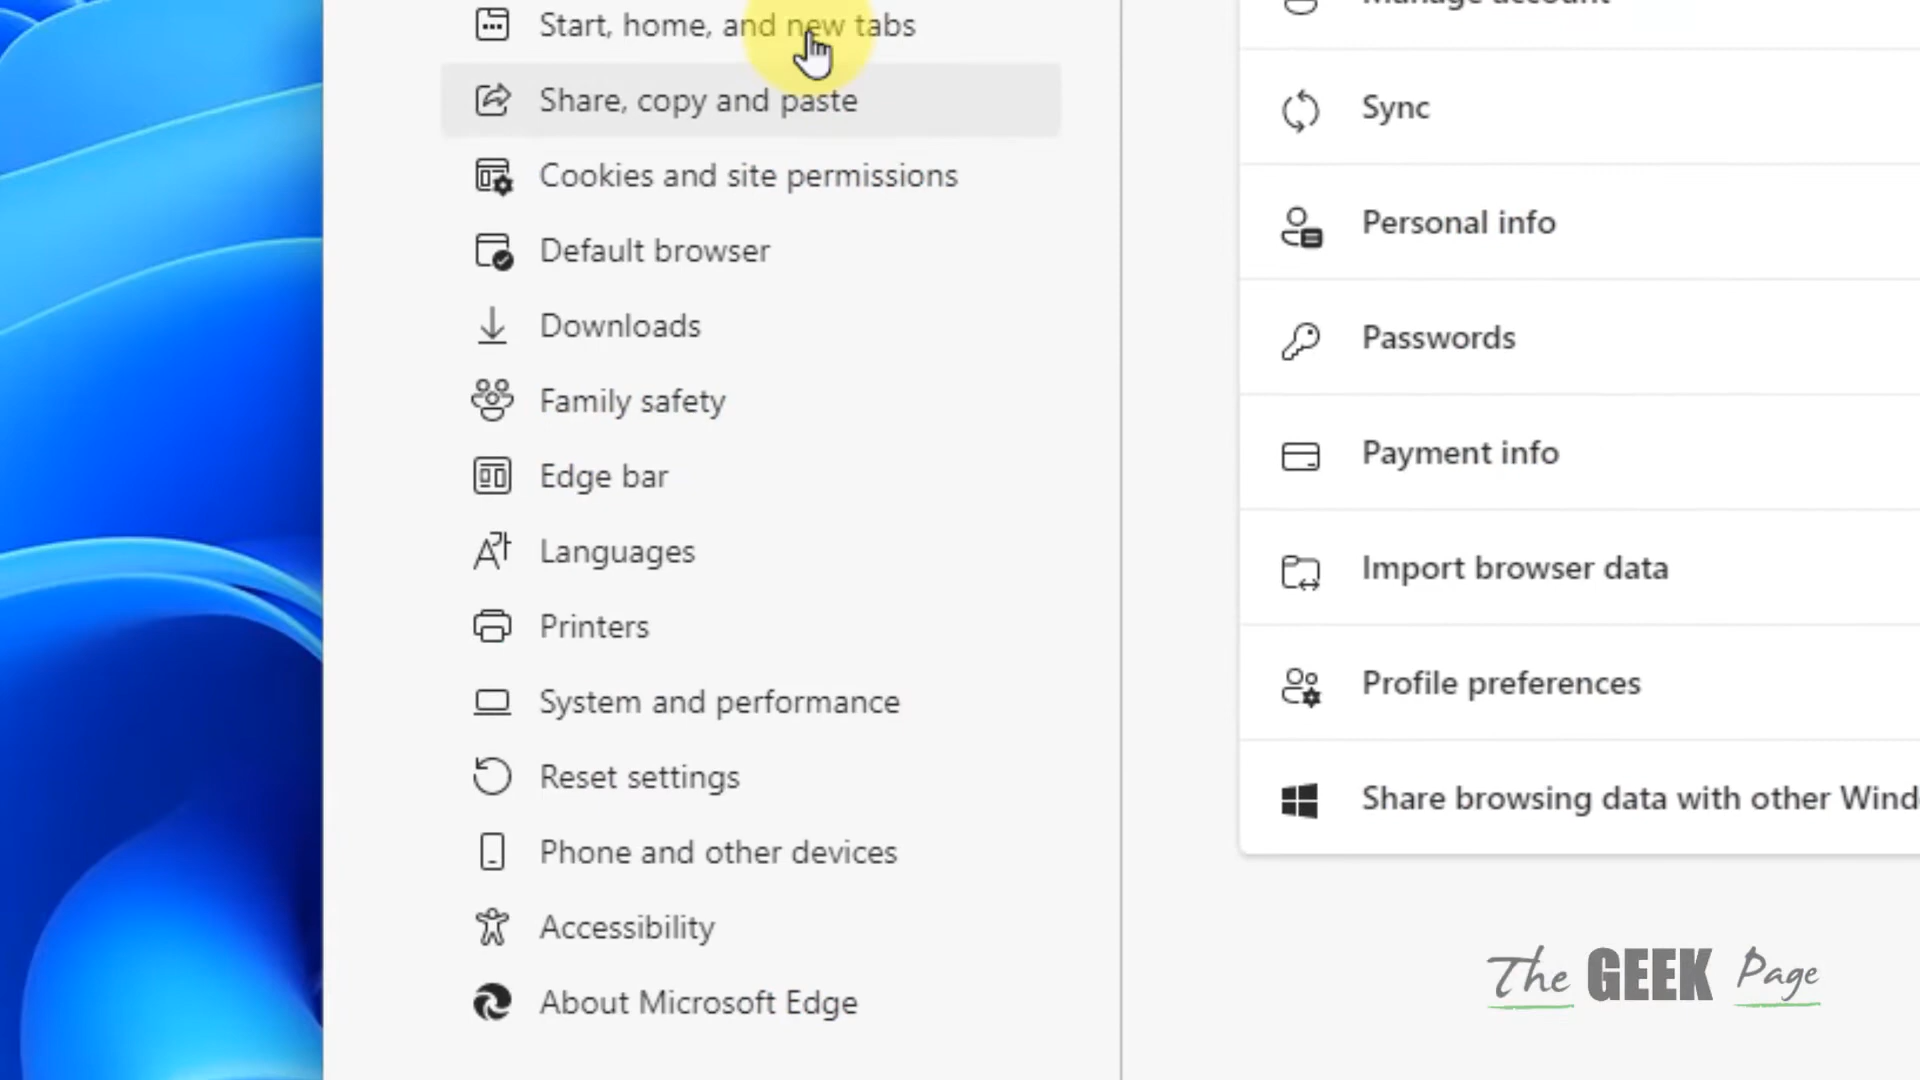 Start, home, and new tabs
Share, copy and paste
Cookies and site permissions
Default browser
Downloads
Family safety
Edge bar
Languages
Printers
System and performance
Reset settings
Phone and other devices
Accessibility
About Microsoft Edge
Manage account
Sync
Personal info
Passwords
Payment info
Import browser data
Profile preferences
Share browsing data with other Wind
The GEEK Page